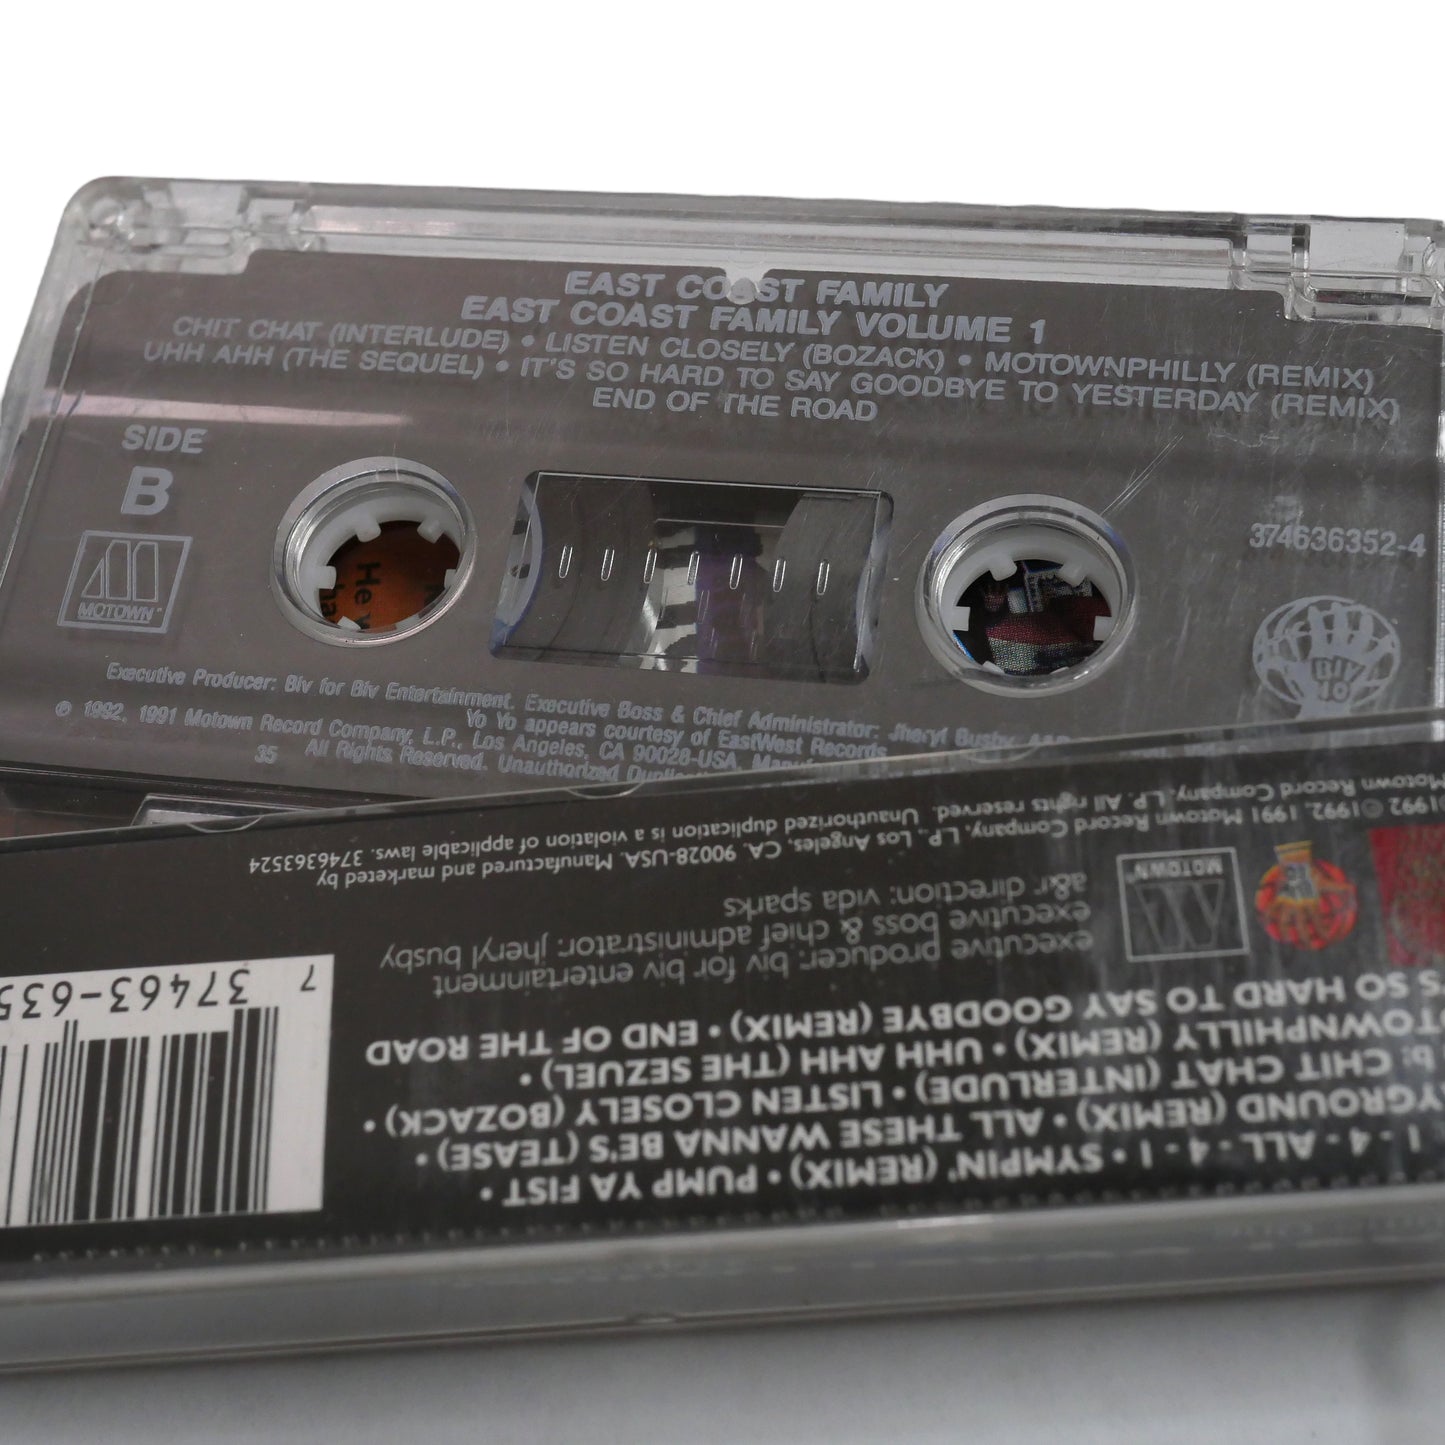 EAST COAST FAMILY
EAST COAST FAMILY VOLUME 1
CHIT CHAT (INTERLUDE) • LISTEN CLOSELY (BOZACK) • MOTOWNPHILLY (REMIX)
UHH AHH (THE SEQUEL) • IT'S SO HARD TO SAY GOODBYE TO YESTERDAY (REMIX)
END OF THE ROAD
SIDE
B
MOTOWN
374636352-4
BIV
10
He
Executive Producer: Biv for Biv Entertainment. Executive Boss & Chief Administrator: Jheryl Busby. A&R
Yo Yo appears courtesy of EastWest Records
℗ 1992, 1991 Motown Record Company, L.P., Los Angeles, CA 90028-USA.
35 All Rights Reserved. Unauthorized
1 - 4 - ALL - 4 - 1 • SYMPIN' (REMIX) • PUMP YA FIST •
(REMIX) • ALL THESE WANNA BE'S (TEASE) •
b: CHIT CHAT (INTERLUDE) • LISTEN CLOSELY (BOZACK) •
(REMIX) • UHH AHH (THE SEZUEL) •
SO HARD TO SAY GOODBYE (REMIX) • END OF THE ROAD
executive producer: biv for biv entertainment
executive boss & chief administrator: jheryl busby
a&r direction: vida sparks
MOTOWN
1992 ©1992, 1991 Motown Record Company, L.P. All rights reserved. Unauthorized duplication is a violation of applicable laws. 3746363524
Motown Record Company, L.P., Los Angeles, CA. 90028-USA. Manufactured and marketed by
7 37463-635